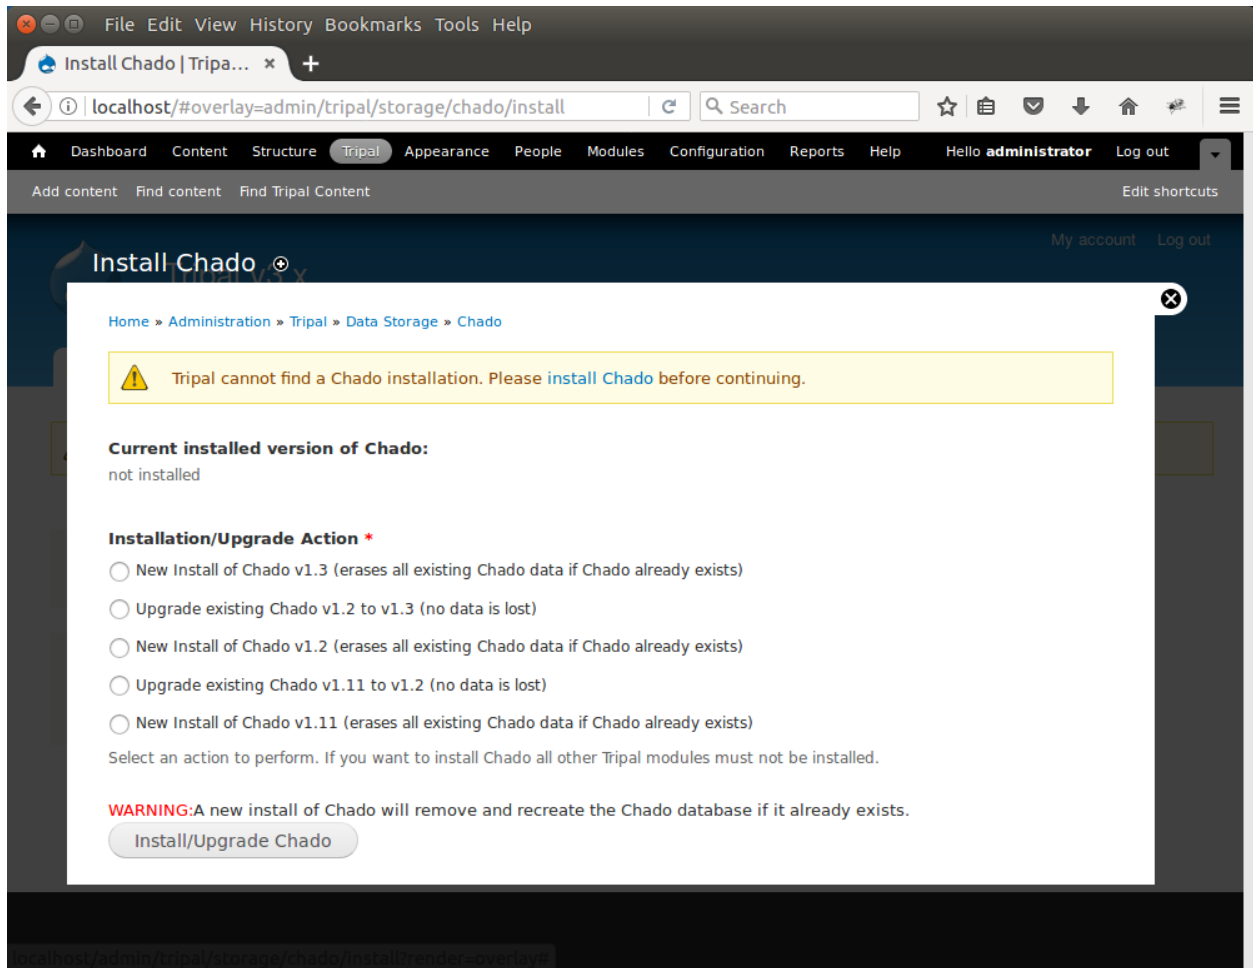 File Edit View History Bookmarks Tools Help
Install Chado | Tripa...
localhost/#overlay=admin/tripal/storage/chado/install Search
Dashboard Content Structure Tripal Appearance People Modules Configuration Reports Help Hello administrator Log out
Add content Find content Find Tripal Content Edit shortcuts
My account Log out
Install Chado
Tripal v3.x
Home » Administration » Tripal » Data Storage » Chado
Tripal cannot find a Chado installation. Please install Chado before continuing.
Current installed version of Chado:
not installed
Installation/Upgrade Action *
New Install of Chado v1.3 (erases all existing Chado data if Chado already exists)
Upgrade existing Chado v1.2 to v1.3 (no data is lost)
New Install of Chado v1.2 (erases all existing Chado data if Chado already exists)
Upgrade existing Chado v1.11 to v1.2 (no data is lost)
New Install of Chado v1.11 (erases all existing Chado data if Chado already exists)
Select an action to perform. If you want to install Chado all other Tripal modules must not be installed.
WARNING:A new install of Chado will remove and recreate the Chado database if it already exists.
Install/Upgrade Chado
localhost/admin/tripal/storage/chado/install?render=overlay#